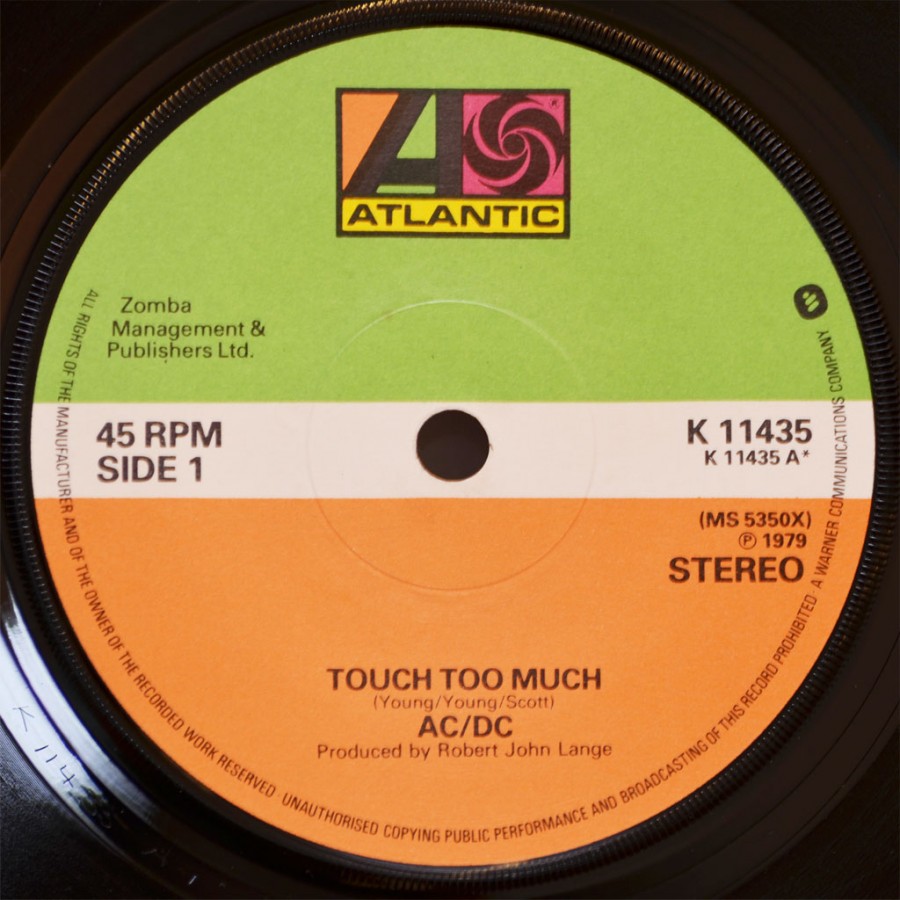 ATLANTIC
Zomba
Management &
Publishers Ltd.
45 RPM
SIDE 1
K 11435
K 11435 A*
(MS 5350X)
℗ 1979
STEREO
TOUCH TOO MUCH
(Young/Young/Scott)
AC/DC
Produced by Robert John Lange
ALL RIGHTS OF THE MANUFACTURER AND OF THE OWNER OF THE RECORDED WORK RESERVED UNAUTHORISED COPYING PUBLIC PERFORMANCE AND BROADCASTING OF THIS RECORD PROHIBITED · A WARNER COMMUNICATIONS COMPANY